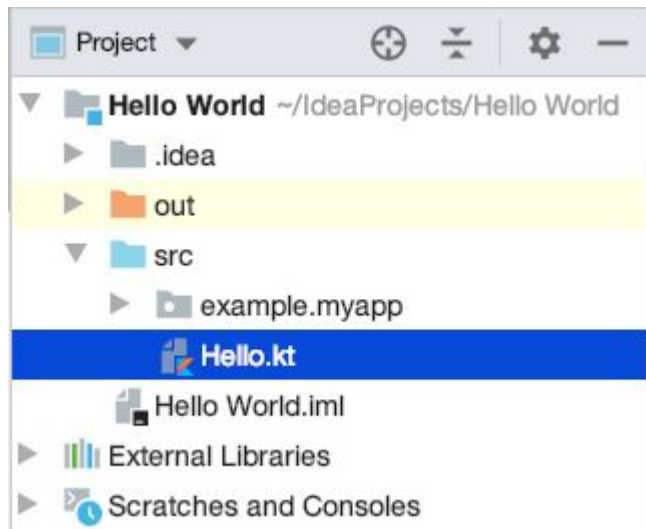 Project
Hello World ~/IdeaProjects/Hello World
.idea
out
src
example.myapp
Hello.kt
Hello World.iml
External Libraries
Scratches and Consoles